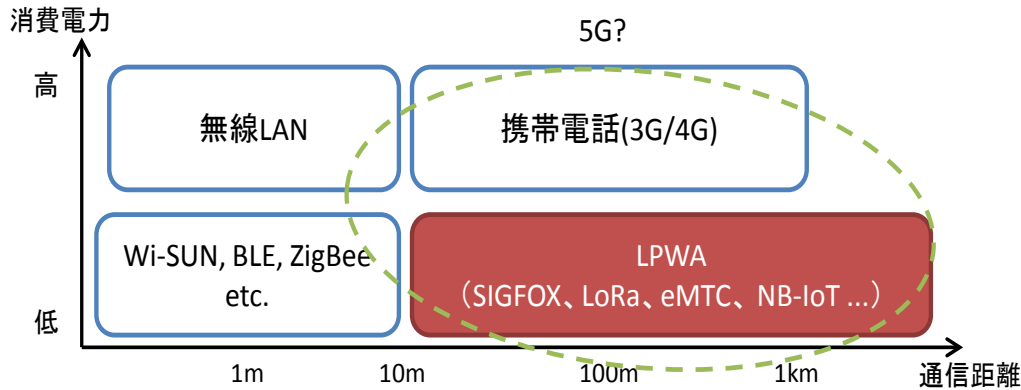 消費電力
5G?
高
無線LAN
携帯電話(3G/4G)
Wi-SUN, BLE, ZigBee
etc.
LPWA
（SIGFOX、LoRa、eMTC、NB-IoT ...）
低
1m
10m
100m
1km
通信距離